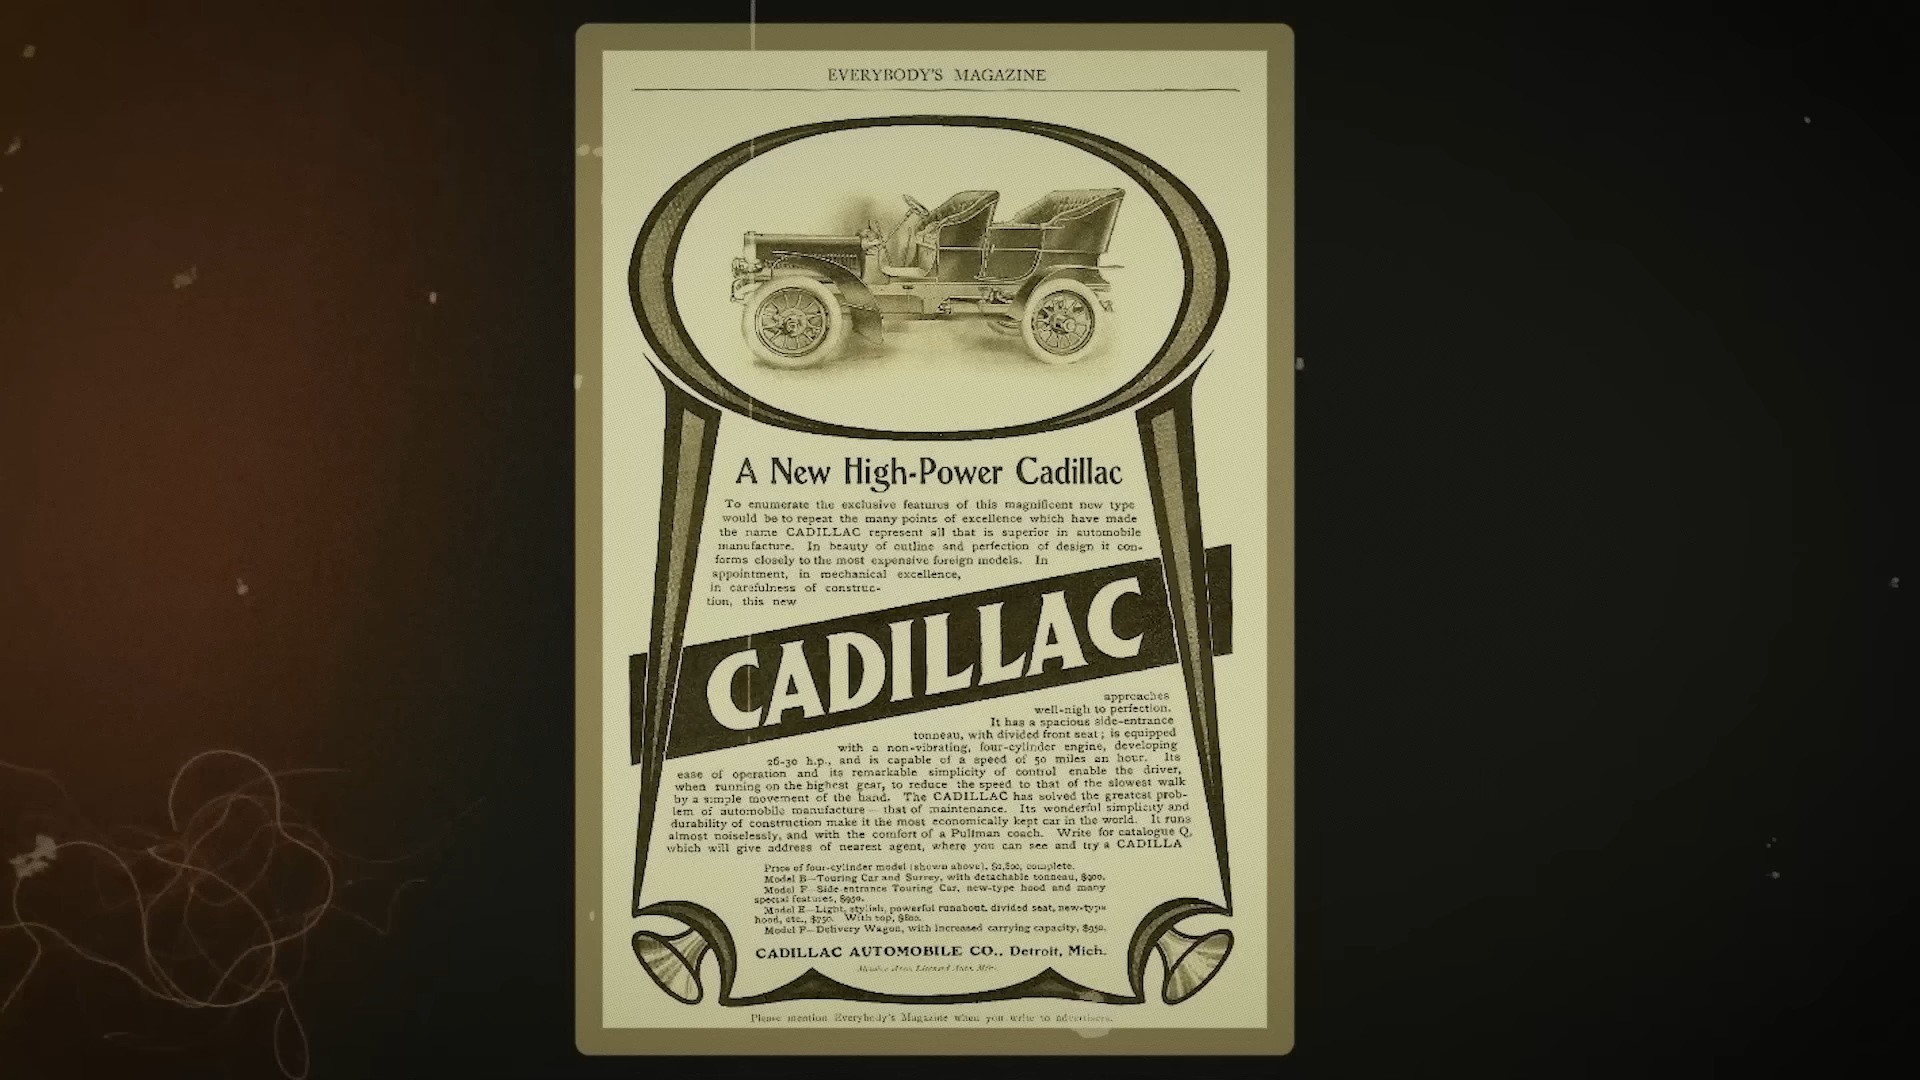 EVERYBODY'S MAGAZINE
A New High-Power Cadillac
To enumerate the exclusive features of this magnificent new type
would be to repeat the many points of excellence which have made
the name CADILLAC represent all that is superior in automobile
manufacture. In beauty of outline and perfection of design it con-
forms closely to the most expensive foreign models. In
appointment, in mechanical excellence,
in carefulness of construc-
tion, this new
CADILLAC
approaches
well-nigh to perfection.
It has a spacious side-entrance
tonneau, with divided front seat; is equipped
with a non-vibrating, four-cylinder engine, developing
26-30 h.p., and is capable of a speed of 50 miles an hour. Its
ease of operation and its remarkable simplicity of control enable the driver,
when running on the highest gear, to reduce the speed to that of the slowest walk
by a simple movement of the hand. The CADILLAC has solved the greatest prob-
lem of automobile manufacture — that of maintenance. Its wonderful simplicity and
durability of construction make it the most economically kept car in the world. It runs
almost noiselessly, and with the comfort of a Pullman coach. Write for catalogue Q,
which will give address of nearest agent, where you can see and try a CADILLA
Price of four-cylinder model (shown above), complete.
Model B—Touring Car and Surrey, with detachable tonneau, $900.
Model F—Side-entrance Touring Car, new-type hood and many
special features, $950.
Model E—Light, stylish, powerful runabout, divided seat, new-type
hood, etc., $750. With top, $800.
Model F—Delivery Wagon, with increased carrying capacity, $950.
CADILLAC AUTOMOBILE CO., Detroit, Mich.
Member Assn. Licensed Auto. Mfrs.
Please mention Everybody's Magazine when you write to advertisers.